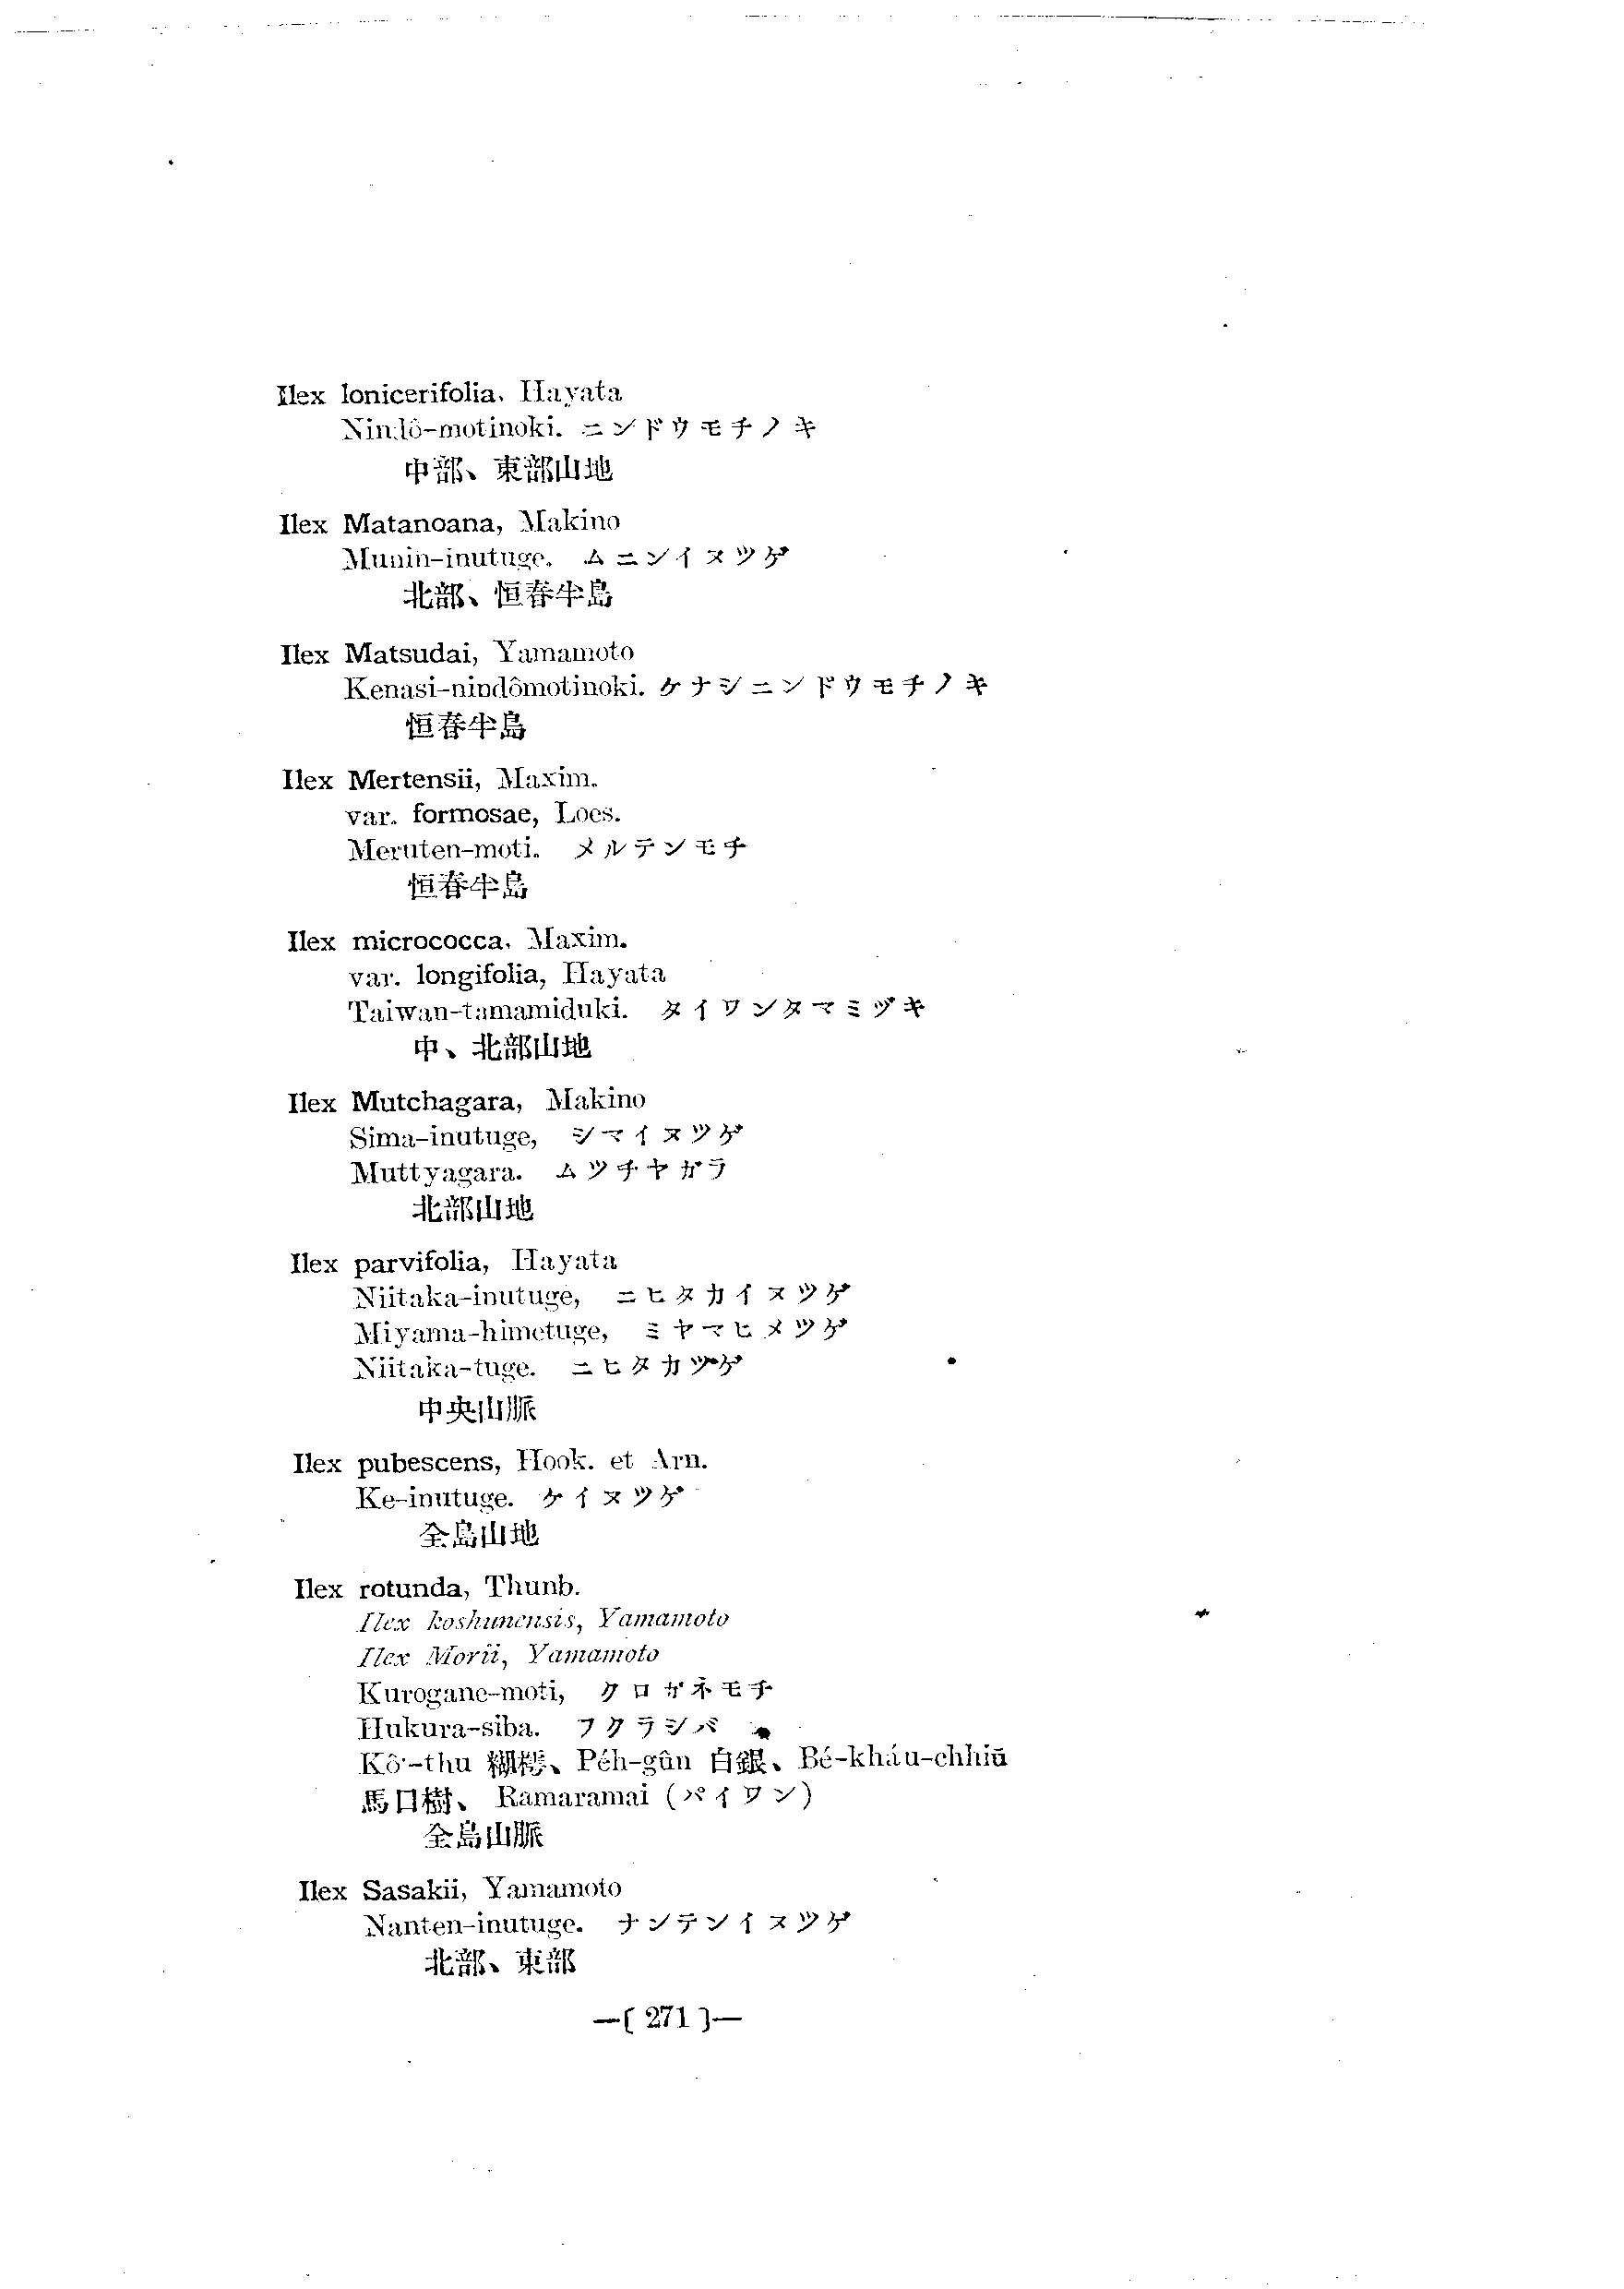 Ilex lonicerifolia, Hayata
Nindô-motinoki. ニンドウモチノキ
中部、東部山地
Ilex Matanoana, Makino
Munin-inutuge. ムニンイヌツゲ
北部、恒春半島
Ilex Matsudai, Yamamoto
Kenasi-nindômotinoki. ケナシニンドウモチノキ
恒春半島
Ilex Mertensii, Maxim.
var. formosae, Loes.
Meruten-moti. メルテンモチ
恒春半島
Ilex micrococca, Maxim.
var. longifolia, Hayata
Taiwan-tamamiduki. タイワンタマミヅキ
中、北部山地
Ilex Mutchagara, Makino
Sima-inutuge, シマイヌツゲ
Muttyagara. ムツチャガラ
北部山地
Ilex parvifolia, Hayata
Niitaka-inutuge, ニヒタカイヌツゲ
Miyama-himetuge, ミヤマヒメツゲ
Niitaka-tuge. ニヒタカツゲ
中央山脈
Ilex pubescens, Hook. et Arn.
Ke-inutuge. ケイヌツゲ
全島山地
Ilex rotunda, Thunb.
Ilex koshunensis, Yamamoto
Ilex Morii, Yamamoto
Kurogane-moti, クロガネモチ
Hukura-siba. フクラシバ
Kô-thu 糊樗、Péh-gûn 白銀、Bé-kháu-chhiū
馬口樹、 Ramaramai (パイワン)
全島山脈
Ilex Sasakii, Yamamoto
Nanten-inutuge. ナンテンイヌツゲ
北部、東部
—( 271 )—